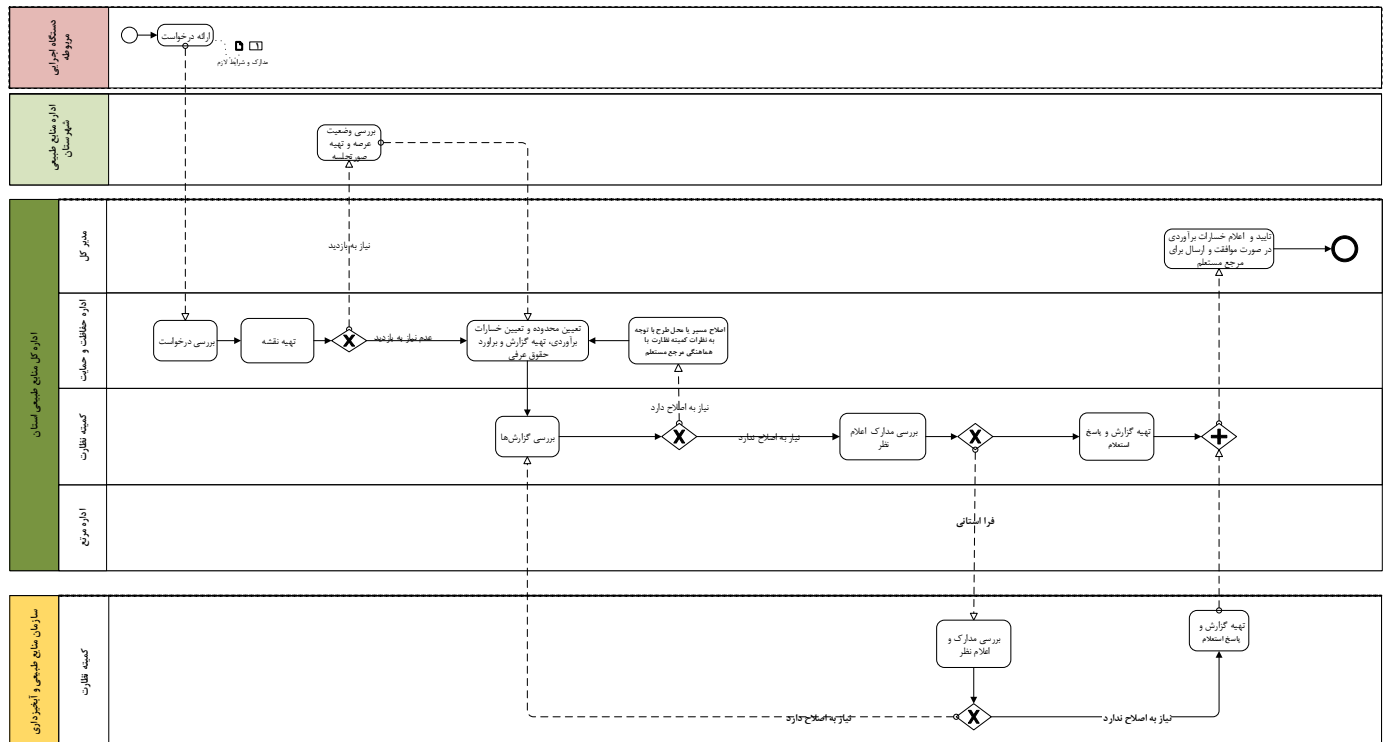 دستگاه اجرایی
مربوطه
ارائه درخواست
مدارک و شرایط لازم
اداره منابع طبیعی
شهرستان
بررسی وضعیت
عرصه و تهیه
صورتجلسه
اداره کل منابع طبیعی استان
مدیر کل
نیاز به بازدید
تایید و اعلام خسارات برآوردی
در صورت موافقت و ارسال برای
مرجع مستعلم
اداره حفاظت و حمایت
بررسی درخواست
تهیه نقشه
عدم نیاز به بازدید
تعیین محدوده و تعیین خسارات
برآوردی، تهیه گزارش و براورد
حقوق عرفی
اصلاح مسیر یا محل طرح با توجه
به نظرات کمیته نظارت با
هماهنگی مرجع مستعلم
کمیته نظارت
بررسی گزارش‌ها
نیاز به اصلاح دارد
نیاز به اصلاح ندارد
بررسی مدارک اعلام
نظر
تهیه گزارش و پاسخ
استعلام
اداره مرتع
فرا استانی
سازمان منابع طبیعی و آبخیزداری
کمیته نظارت
بررسی مدارک و
اعلام نظر
تهیه گزارش و
پاسخ استعلام
نیاز به اصلاح دارد
نیاز به اصلاح ندارد